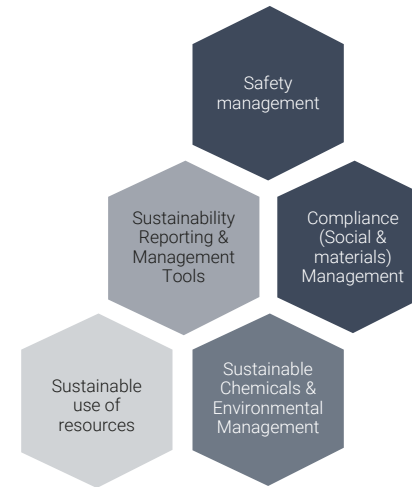 Safety
management
Sustainability
Reporting &
Management
Tools
Compliance
(Social &
materials)
Management
Sustainable
use of
resources
Sustainable
Chemicals &
Environmental
Management